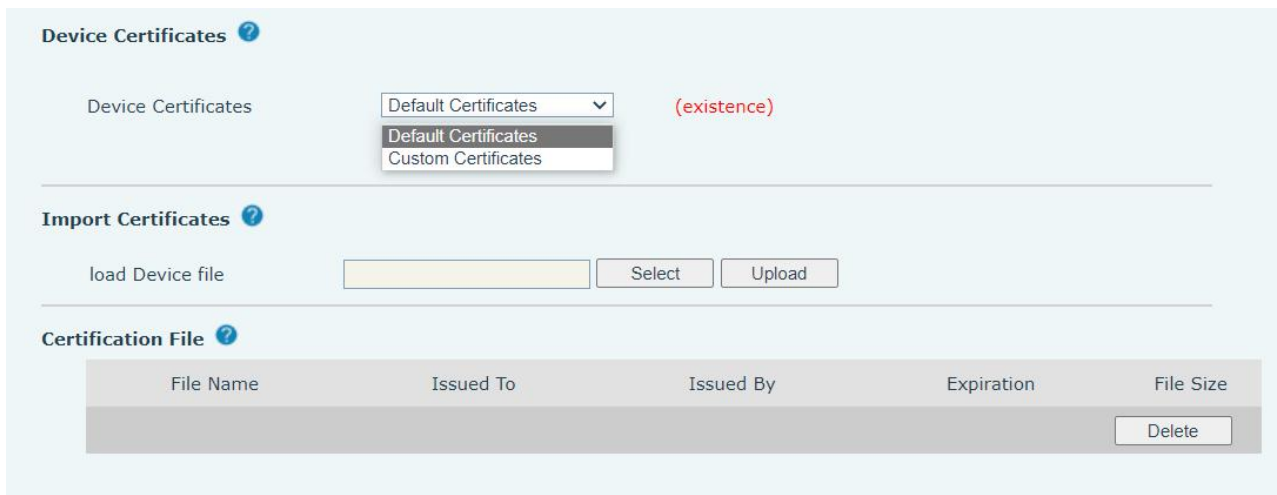 Device Certificates ?
Device Certificates Default Certificates (existence)
Default Certificates
Custom Certificates
Import Certificates ?
load Device file Select Upload
Certification File ?
File Name Issued To Issued By Expiration File Size
Delete